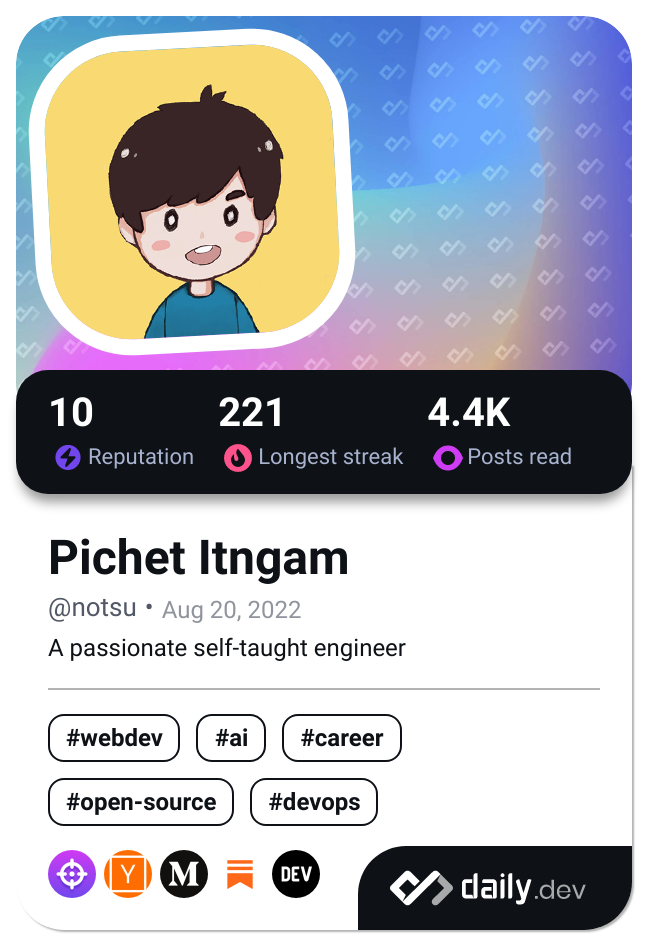 10 221 4.4K
Reputation Longest streak Posts read
Pichet Itngam
@notsu • Aug 20, 2022
A passionate self-taught engineer
#webdev #ai #career
#open-source #devops
Y M DEV
daily.dev